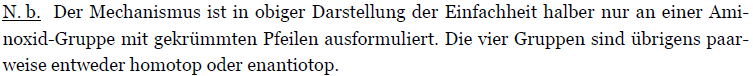 N. b. Der Mechanismus ist in obiger Darstellung der Einfachheit halber nur an einer Ami-
noxid-Gruppe mit gekrümmten Pfeilen ausformuliert. Die vier Gruppen sind übrigens paar-
weise entweder homotop oder enantiotop.